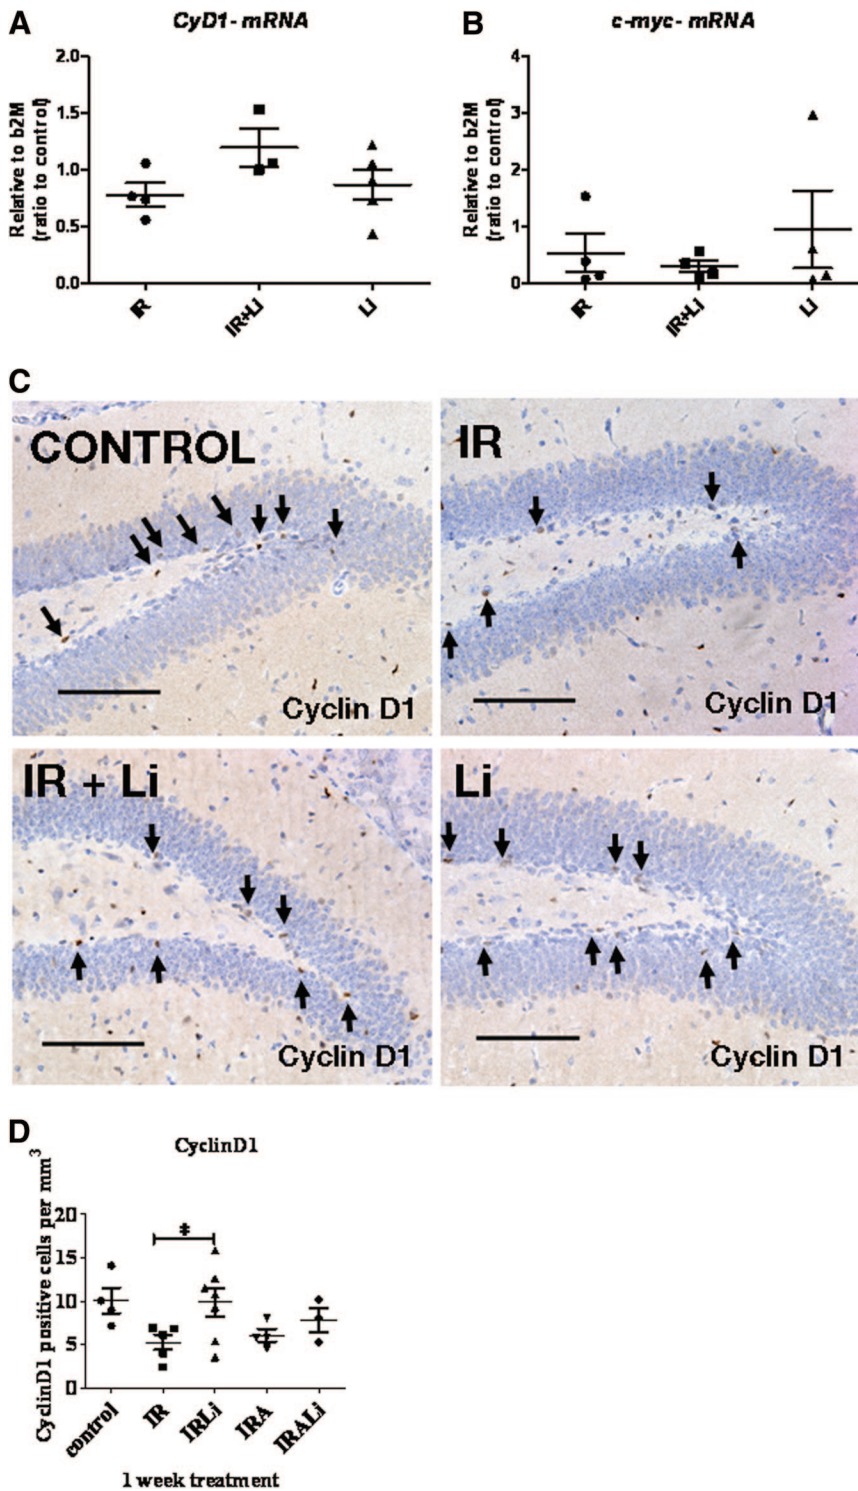 A
CyD1- mRNA
Relative to b2M
(ratio to control)
2.0
1.5
1.0
0.5
0.0
IR
IR+Li
Li
B
c-myc- mRNA
Relative to b2M
(ratio to control)
4
3
2
1
0
IR
IR+Li
Li
C
CONTROL
Cyclin D1
IR
Cyclin D1
IR + Li
Cyclin D1
Li
Cyclin D1
D
CyclinD1
CyclinD1 positive cells per mm3
20
15
10
5
0
‡
control
IR
IRLi
IRA
IRALi
1 week treatment